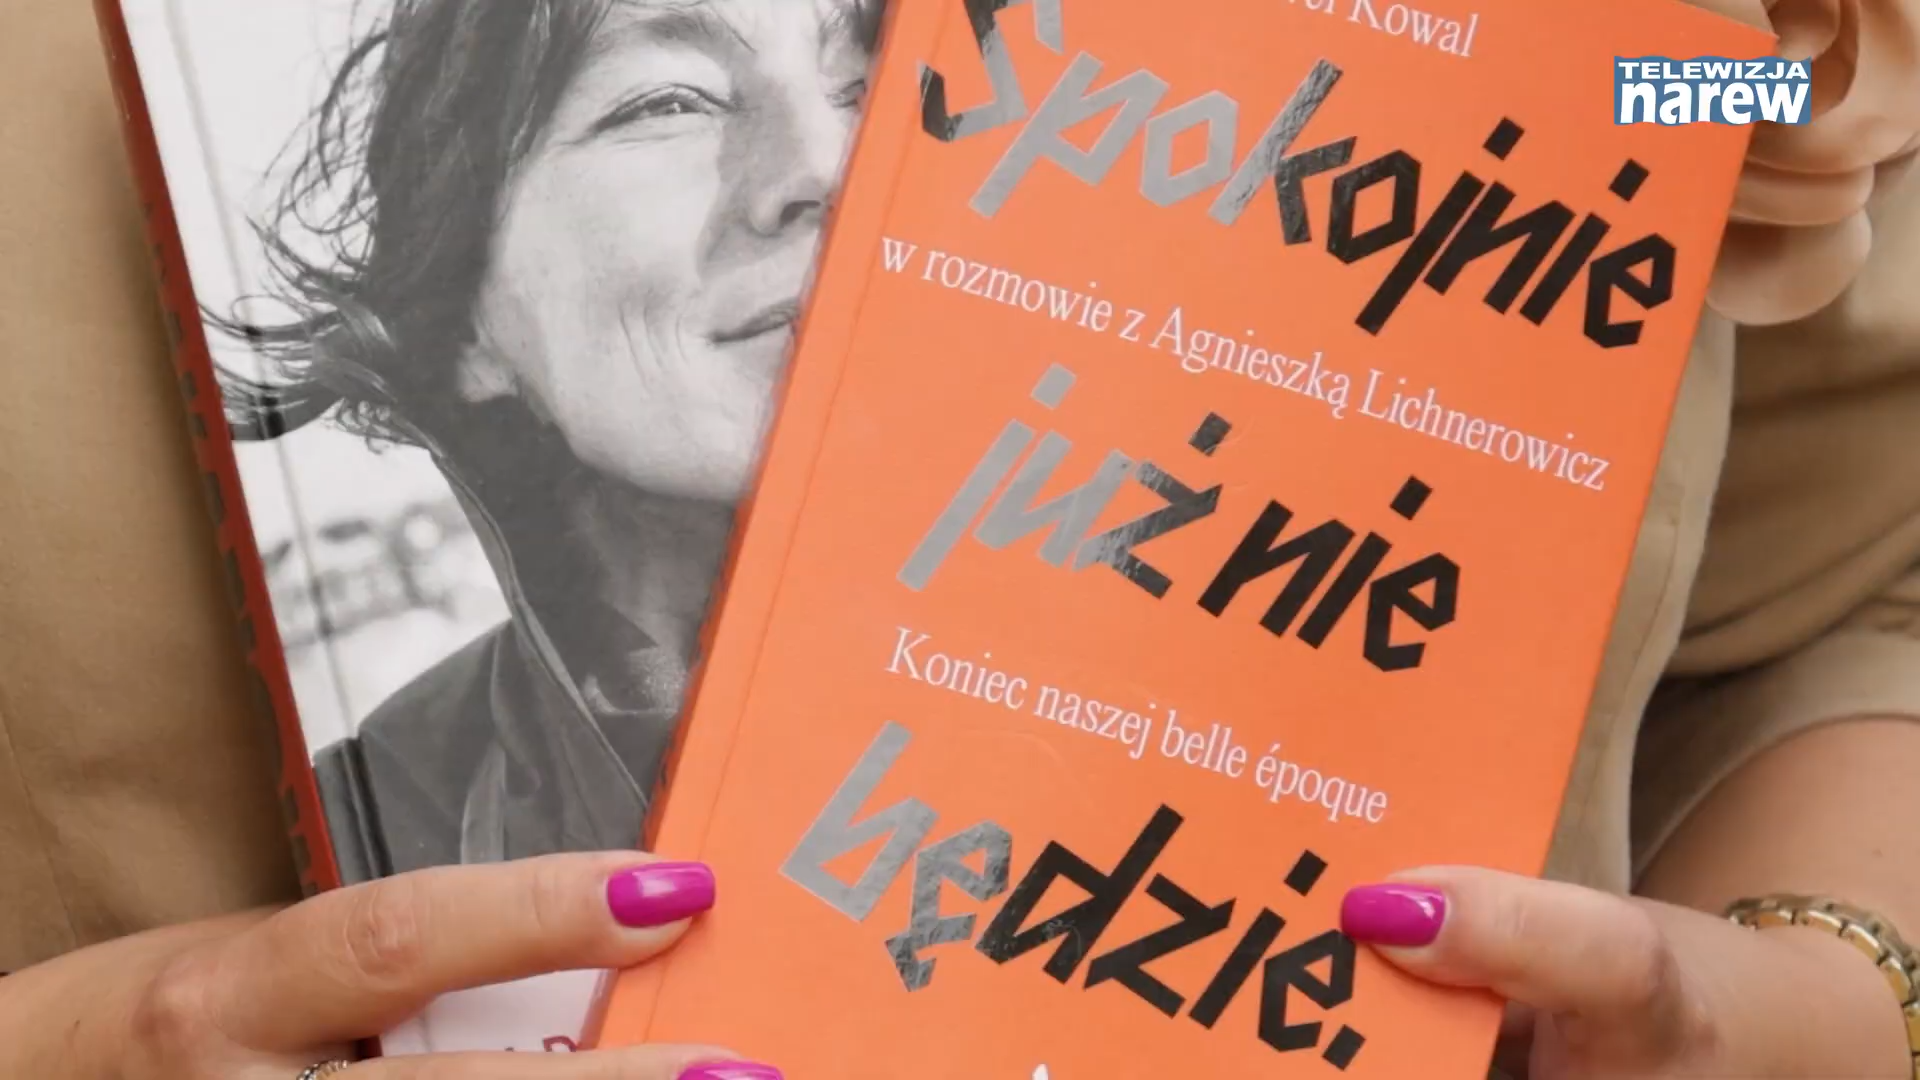 Kowal
TELEWIZJA
narew
Spokojnie
w rozmowie z Agnieszką Lichnerowicz
już nie
Koniec naszej belle époque
będzie.